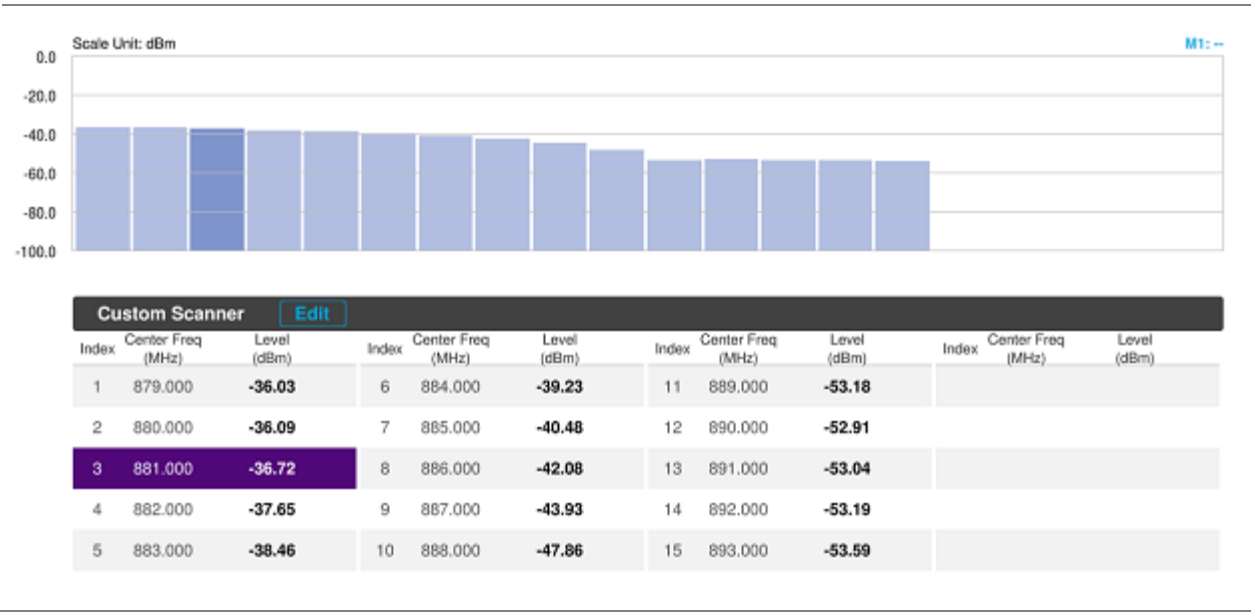 Scale Unit: dBm M1: --
0.0
-20.0
-40.0
-60.0
-80.0
-100.0
Custom Scanner Edit
Index Center Freq (MHz) Level (dBm) Index Center Freq (MHz) Level (dBm) Index Center Freq (MHz) Level (dBm) Index Center Freq (MHz) Level (dBm)
1 879.000 -36.03 6 884.000 -39.23 11 889.000 -53.18
2 880.000 -36.09 7 885.000 -40.48 12 890.000 -52.91
3 881.000 -36.72 8 886.000 -42.08 13 891.000 -53.04
4 882.000 -37.65 9 887.000 -43.93 14 892.000 -53.19
5 883.000 -38.46 10 888.000 -47.86 15 893.000 -53.59